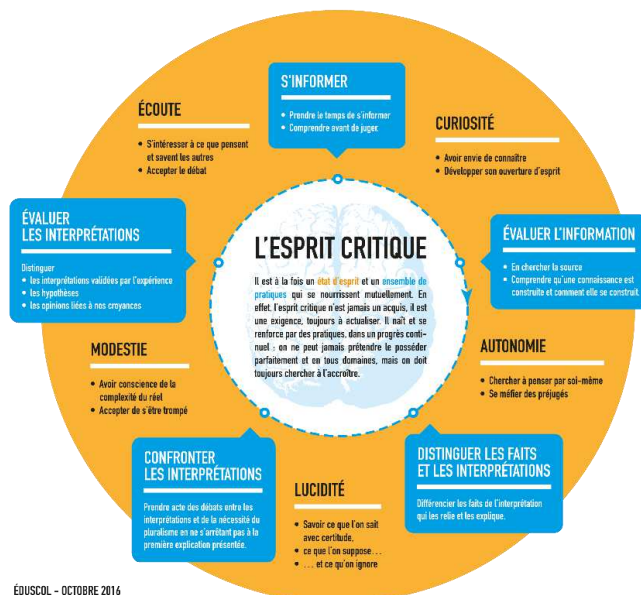 S'INFORMER
• Prendre le temps de s'informer
• Comprendre avant de juger.
CURIOSITÉ
• Avoir envie de connaître
• Développer son ouverture d'esprit
ÉVALUER L'INFORMATION
• En chercher la source
• Comprendre qu'une connaissance est
construite et comment elle se construit.
AUTONOMIE
• Chercher à penser par soi-même
• Se méfier des préjugés
DISTINGUER LES FAITS
ET LES INTERPRÉTATIONS
Différencier les faits de l'interprétation
qui les relie et les explique.
LUCIDITÉ
• Savoir ce que l'on sait
avec certitude,
• ce que l'on suppose…
• … et ce qu'on ignore
CONFRONTER
LES INTERPRÉTATIONS
Prendre acte des débats entre les
interprétations et de la nécessité du
pluralisme en ne s'arrêtant pas à la
première explication présentée.
MODESTIE
• Avoir conscience de la
complexité du réel
• Accepter de s'être trompé
ÉVALUER
LES INTERPRÉTATIONS
Distinguer
• les interprétations validées par l'expérience
• les hypothèses
• les opinions liées à nos croyances
ÉCOUTE
• S'intéresser à ce que pensent
et savent les autres
• Accepter le débat
L'ESPRIT CRITIQUE
Il est à la fois un état d'esprit et un ensemble de
pratiques qui se nourrissent mutuellement. En
effet, l'esprit critique n'est jamais un acquis, il est
une exigence, toujours à actualiser. Il naît et se
renforce par des pratiques, dans un progrès conti-
nuel : on ne peut jamais prétendre le posséder
parfaitement et en tous domaines, mais on doit
toujours chercher à l'accroître.
ÉDUSCOL - OCTOBRE 2016